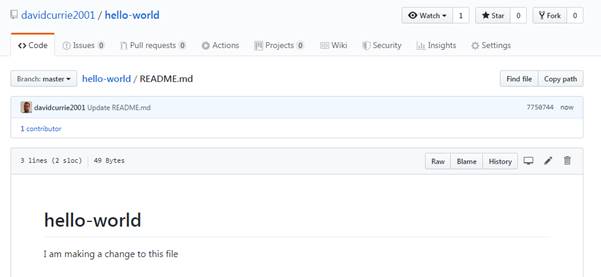 davidcurrie2001 / hello-world
Watch 1 Star 0 Fork 0
Code Issues 0 Pull requests 0 Actions Projects 0 Wiki Security Insights Settings
Branch: master hello-world / README.md Find file Copy path
davidcurrie2001 Update README.md 7750744 now
1 contributor
3 lines (2 sloc) 49 Bytes Raw Blame History
hello-world
I am making a change to this file